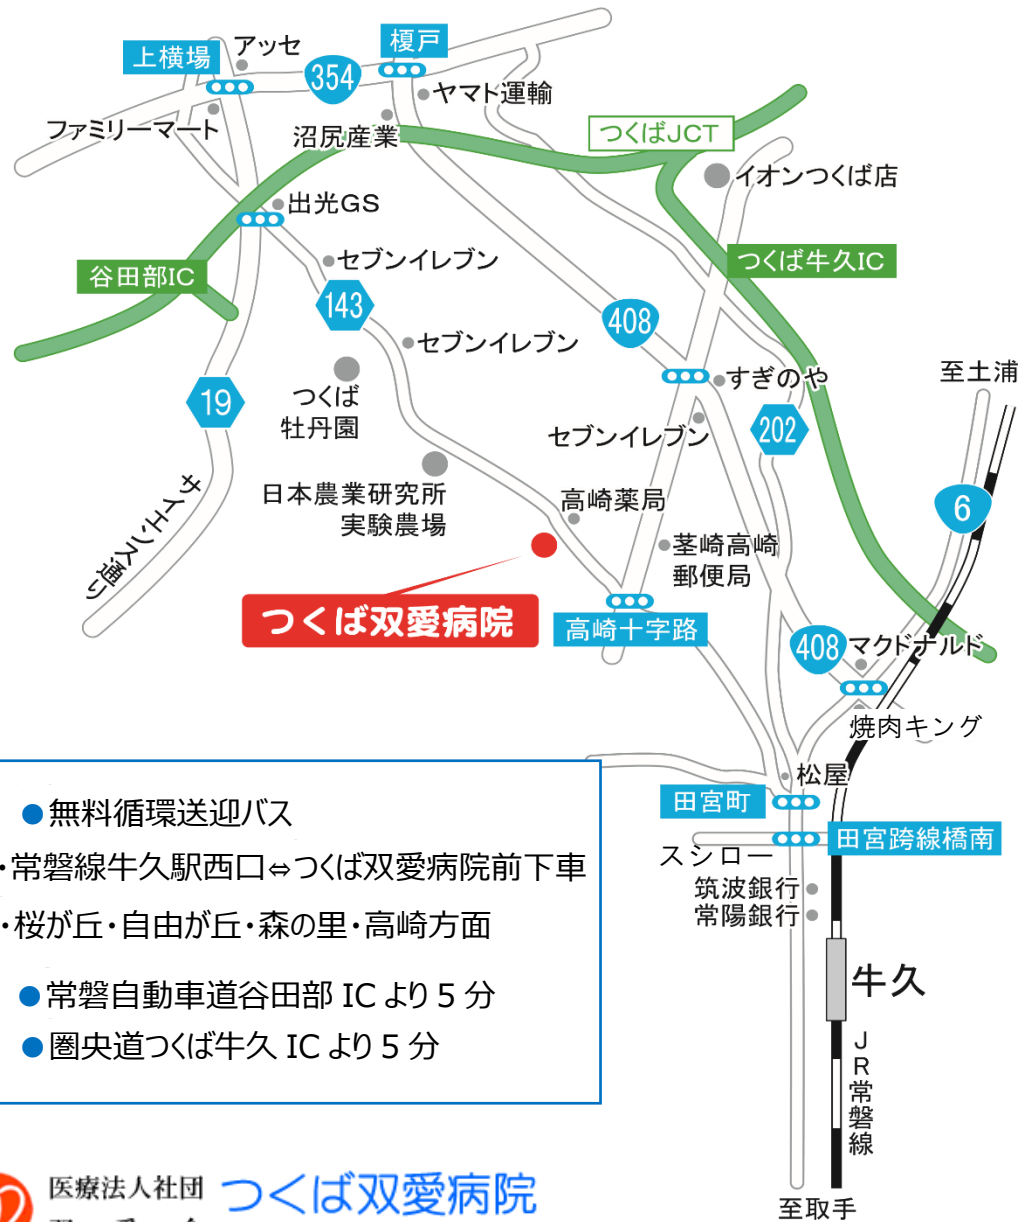 アッセ
榎戸
上横場
354
ヤマト運輸
ファミリーマート
沼尻産業
つくばJCT
イオンつくば店
出光GS
セブンイレブン
つくば牛久IC
谷田部IC
143
408
セブンイレブン
すぎのや
至土浦
19
つくば
牡丹園
セブンイレブン
202
日本農業研究所
実験農場
高崎薬局
6
サイエンス通り
茎崎高崎
郵便局
つくば双愛病院
高崎十字路
408
マクドナルド
焼肉キング
松屋
田宮町
田宮跨線橋南
スシロー
筑波銀行
常陽銀行
牛久
JR常磐線
至取手
●無料循環送迎バス
・常磐線牛久駅西口⇔つくば双愛病院前下車
・桜が丘・自由が丘・森の里・高崎方面
●常磐自動車道谷田部 IC より 5 分
●圏央道つくば牛久 IC より 5 分
医療法人社団
つくば双愛病院